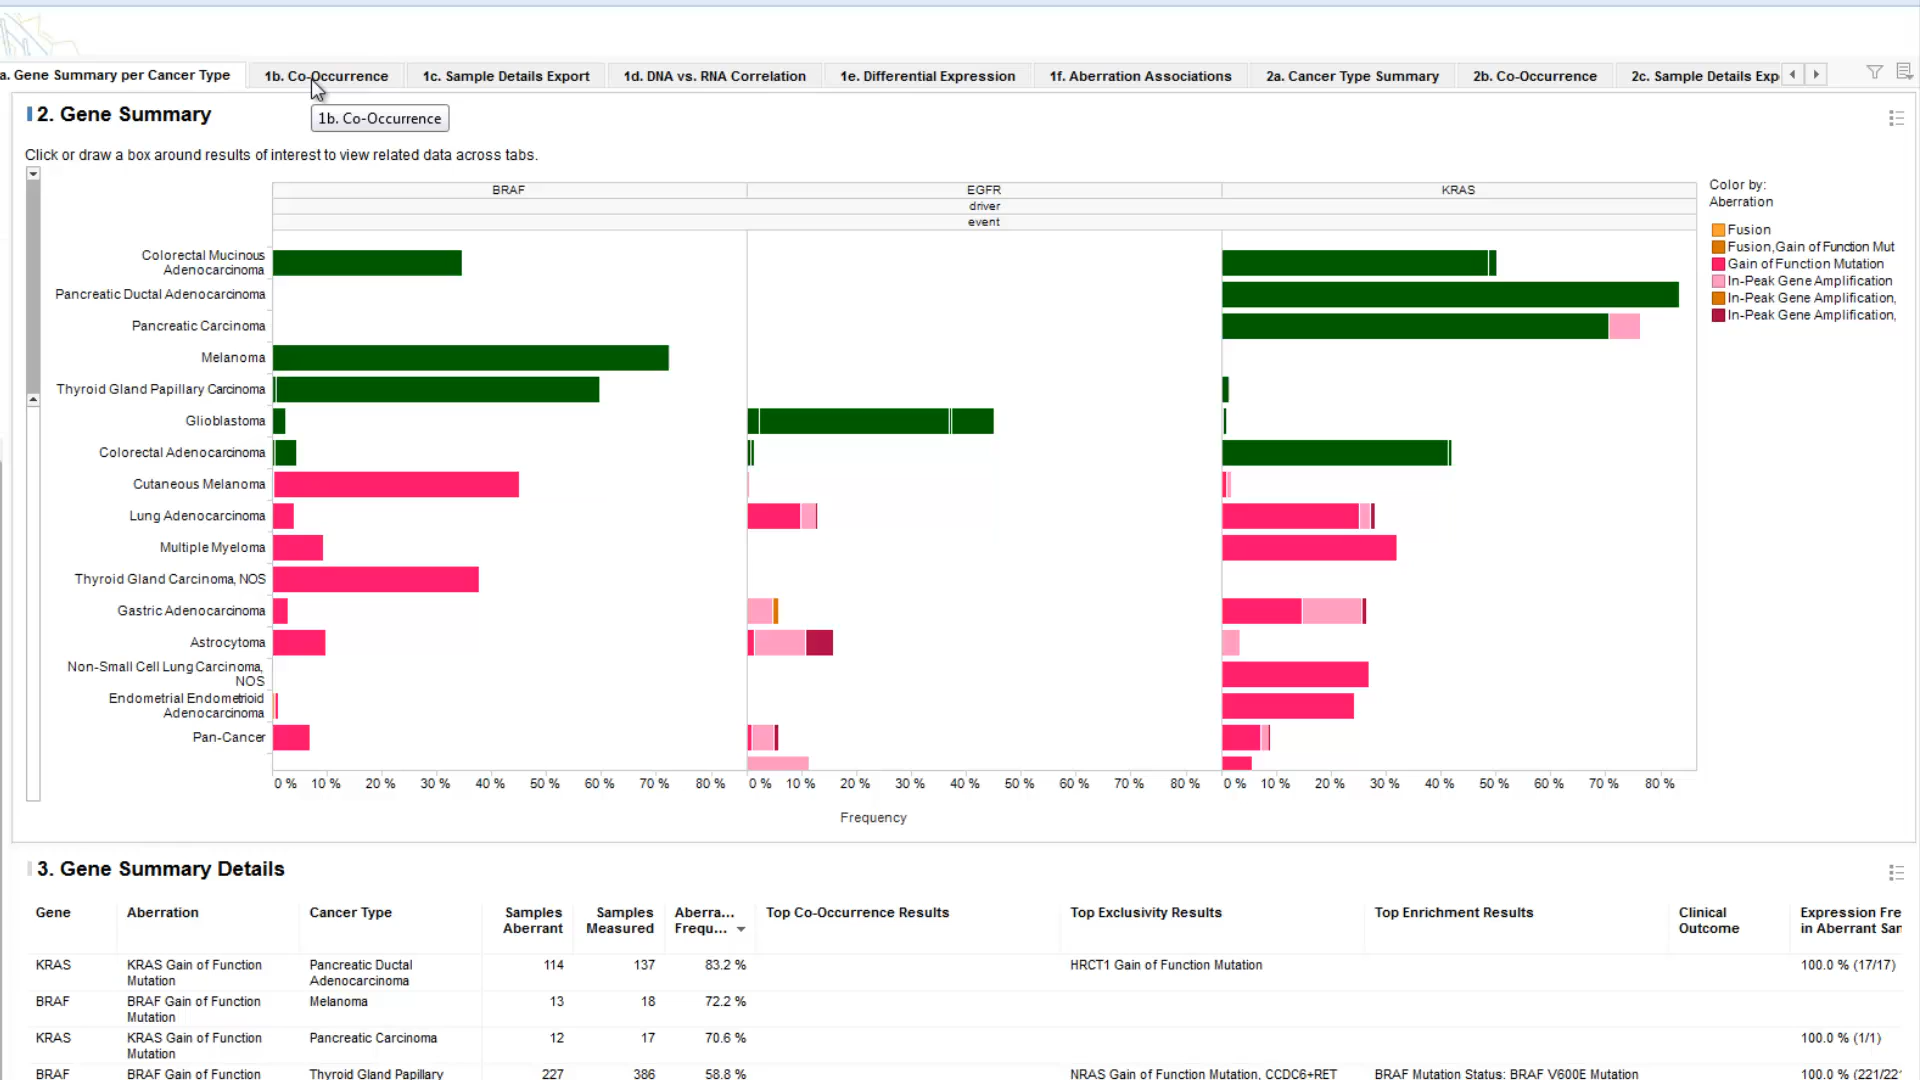 a. Gene Summary per Cancer Type
1b. Co-Occurrence
1c. Sample Details Export
1d. DNA vs. RNA Correlation
1e. Differential Expression
1f. Aberration Associations
2a. Cancer Type Summary
2b. Co-Occurrence
2c. Sample Details Exp
2. Gene Summary
1b. Co-Occurrence
Click or draw a box around results of interest to view related data across tabs.
BRAF EGFR KRAS
driver
event
Color by:
Aberration
Fusion
Fusion,Gain of Function Mut
Gain of Function Mutation
In-Peak Gene Amplification
In-Peak Gene Amplification,
In-Peak Gene Amplification,
Colorectal Mucinous
Adenocarcinoma
Pancreatic Ductal Adenocarcinoma
Pancreatic Carcinoma
Melanoma
Thyroid Gland Papillary Carcinoma
Glioblastoma
Colorectal Adenocarcinoma
Cutaneous Melanoma
Lung Adenocarcinoma
Multiple Myeloma
Thyroid Gland Carcinoma, NOS
Gastric Adenocarcinoma
Astrocytoma
Non-Small Cell Lung Carcinoma,
NOS
Endometrial Endometrioid
Adenocarcinoma
Pan-Cancer
0 % 10 % 20 % 30 % 40 % 50 % 60 % 70 % 80 % 0 % 10 % 20 % 30 % 40 % 50 % 60 % 70 % 80 % 0 % 10 % 20 % 30 % 40 % 50 % 60 % 70 % 80 %
Frequency
3. Gene Summary Details
Gene
Aberration
Cancer Type
Samples
Aberrant
Samples
Measured
Aberra...
Frequ...
Top Co-Occurrence Results
Top Exclusivity Results
Top Enrichment Results
Clinical
Outcome
Expression Fre
in Aberrant San
KRAS
KRAS Gain of Function
Mutation
Pancreatic Ductal
Adenocarcinoma
114
137
83.2 %
HRCT1 Gain of Function Mutation
100.0 % (17/17)
BRAF
BRAF Gain of Function
Mutation
Melanoma
13
18
72.2 %
KRAS
KRAS Gain of Function
Mutation
Pancreatic Carcinoma
12
17
70.6 %
100.0 % (1/1)
BRAF
BRAF Gain of Function
Thyroid Gland Papillary
227
386
58.8 %
NRAS Gain of Function Mutation, CCDC6+RET
BRAF Mutation Status: BRAF V600E Mutation
100.0 % (221/22